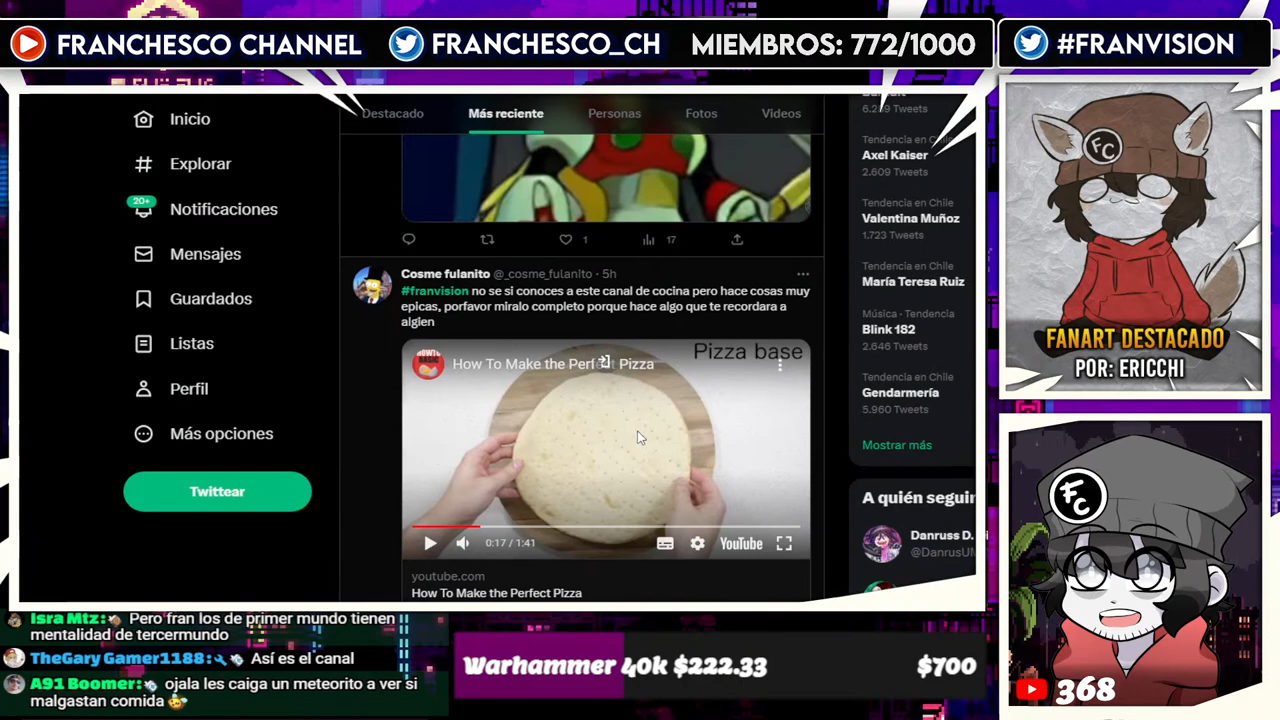 FRANCHESCO CHANNEL
FRANCHESCO_CH
MIEMBROS: 772/1000
#FRANVISION
Inicio
Explorar
20+
Notificaciones
Mensajes
Guardados
Listas
Perfil
Más opciones
Twittear
Destacado
Más reciente
Personas
Fotos
Videos
1
17
Cosme fulanito @_cosme_fulanito · 5h
#franvision no se si conoces a este canal de cocina pero hace cosas muy
epicas, porfavor miralo completo porque hace algo que te recordara a
algien
HOW TO
BASIC
How To Make the Perfect Pizza
Pizza base
0:17 / 1:41
YouTube
youtube.com
How To Make the Perfect Pizza
Tweets
Tendencia en Chile
Axel Kaiser
2.609 Tweets
Tendencia en Chile
Valentina Muñoz
1.723 Tweets
Tendencia en Chile
María Teresa Ruiz
Música · Tendencia
Blink 182
2.646 Tweets
Tendencia en Chile
Gendarmería
5.960 Tweets
Mostrar más
A quién seguir
Danruss D.
@DanrusUM
FC
FANART DESTACADO
POR: ERICCHI
FC
368
Isra Mtz: Pero fran los de primer mundo tienen
mentalidad de tercermundo
TheGary Gamer1188: Así es el canal
A91 Boomer: ojala les caiga un meteorito a ver si
malgastan comida
Warhammer 40k $222.33
$700